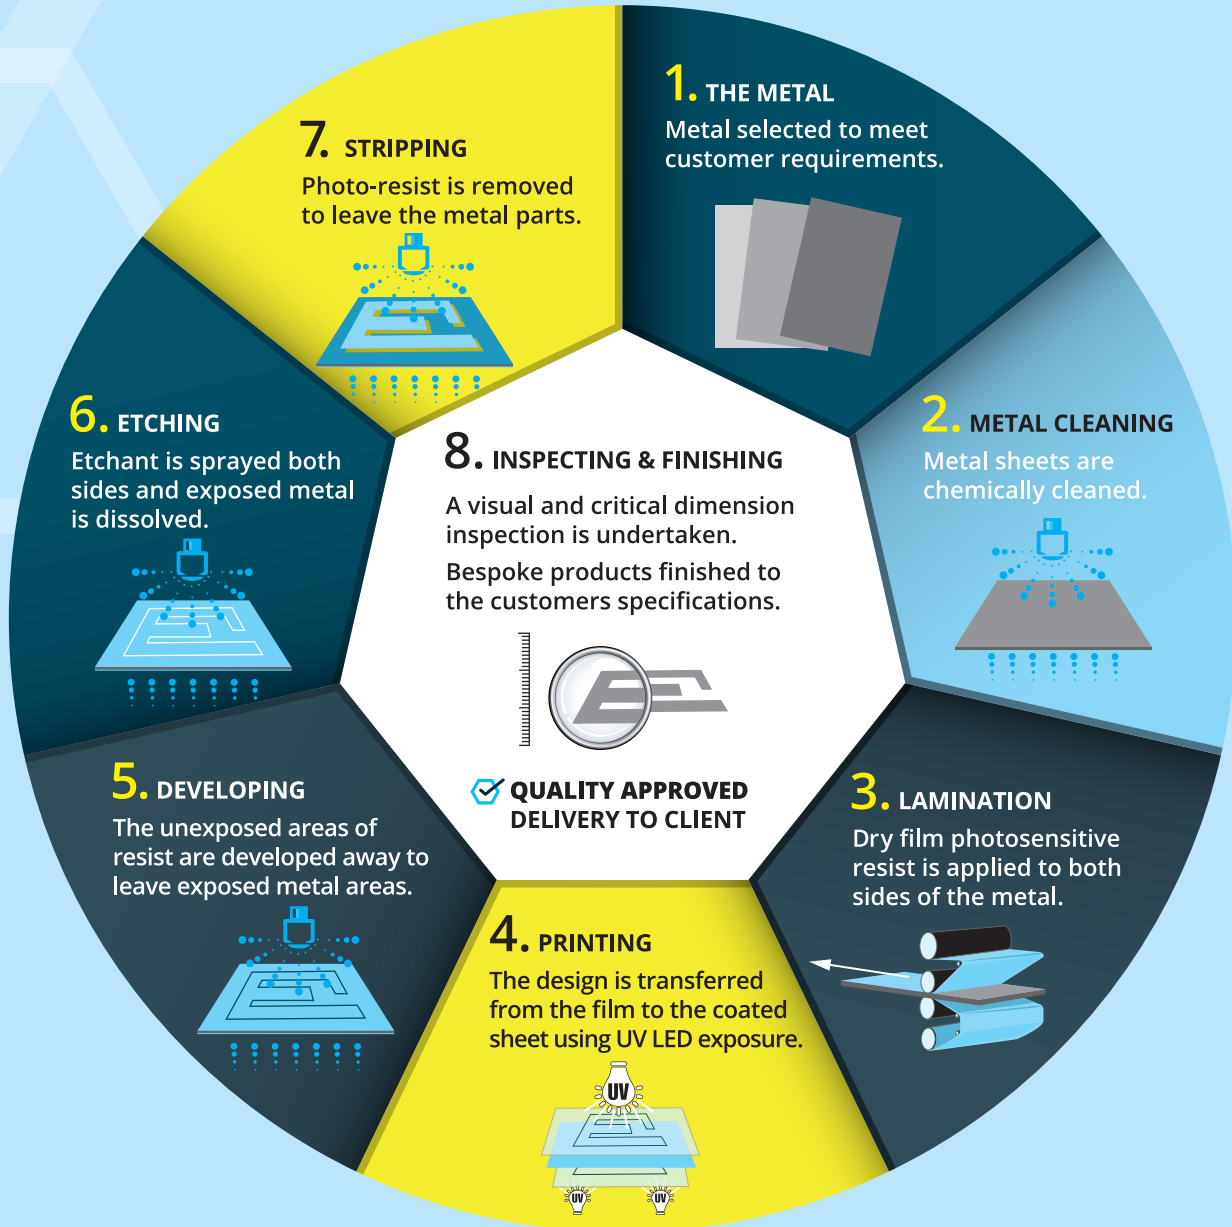 1. THE METAL
Metal selected to meet
customer requirements.
2. METAL CLEANING
Metal sheets are
chemically cleaned.
3. LAMINATION
Dry film photosensitive
resist is applied to both
sides of the metal.
4. PRINTING
The design is transferred
from the film to the coated
sheet using UV LED exposure.
UV
UV
UV
5. DEVELOPING
The unexposed areas of
resist are developed away to
leave exposed metal areas.
6. ETCHING
Etchant is sprayed both
sides and exposed metal
is dissolved.
7. STRIPPING
Photo-resist is removed
to leave the metal parts.
8. INSPECTING & FINISHING
A visual and critical dimension
inspection is undertaken.
Bespoke products finished to
the customers specifications.
QUALITY APPROVED
DELIVERY TO CLIENT